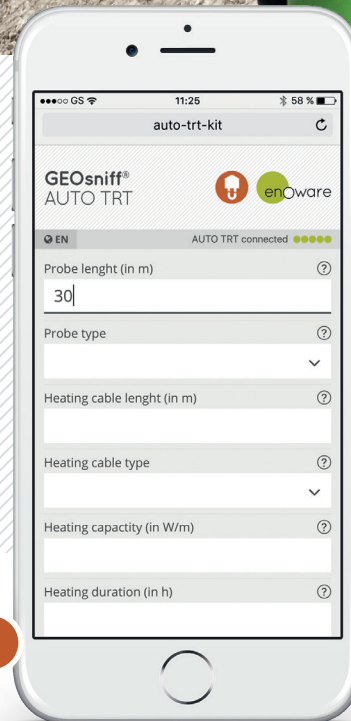 GS 11:25 58 %
auto-trt-kit
GEOsniff®
AUTO TRT
enOware
EN AUTO TRT connected
Probe lenght (in m) ?
30
Probe type ?
Heating cable lenght (in m) ?
Heating cable type ?
Heating capactity (in W/m) ?
Heating duration (in h) ?